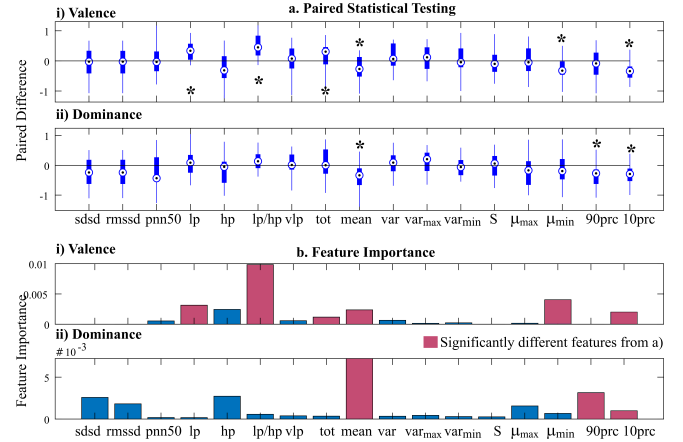 a. Paired Statistical Testing
i) Valence
1
0
-1
* * * * * *
ii) Dominance
1
0
-1
* * *
Paired Difference
sdsd rmssd pnn50 lp hp lp/hp vlp tot mean var varmax varmin S μmax μmin 90prc 10prc
i) Valence
b. Feature Importance
0.01
0.005
0
ii) Dominance
# 10-3
Significantly different features from a)
5
0
Feature Importance
sdsd rmssd pnn50 lp hp lp/hp vlp tot mean var varmax varmin S μmax μmin 90prc 10prc